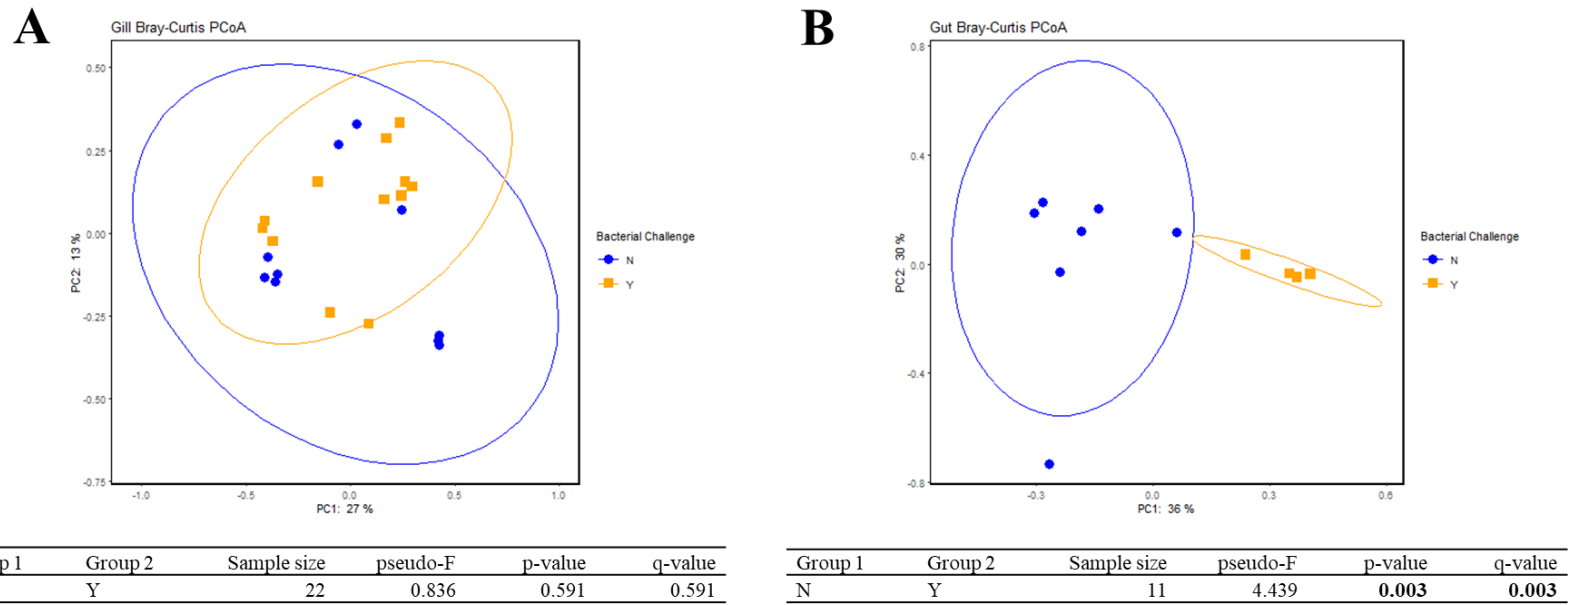 A
Gill Bray-Curtis PCoA
0.50
0.25
0.00
-0.25
-0.50
-0.75
PC2: 13 %
-1.0 -0.5 0.0 0.5 1.0
PC1: 27 %
Bacterial Challenge
N
Y
p 1 Group 2 Sample size pseudo-F p-value q-value
Y 22 0.836 0.591 0.591
B
Gut Bray-Curtis PCoA
0.8
0.4
0.0
-0.4
-0.8
PC2: 30 %
-0.3 0.0 0.3 0.6
PC1: 36 %
Bacterial Challenge
N
Y
Group 1 Group 2 Sample size pseudo-F p-value q-value
N Y 11 4.439 0.003 0.003